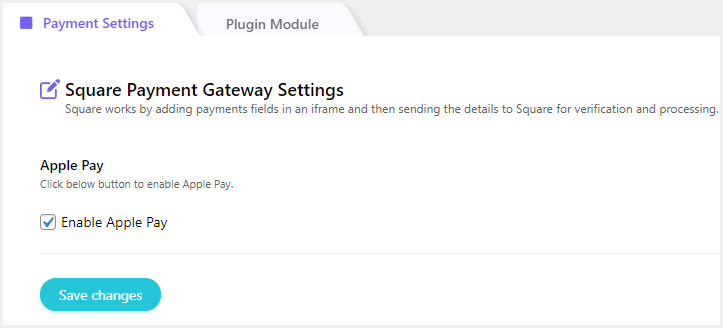 Payment Settings
Plugin Module
Square Payment Gateway Settings
Square works by adding payments fields in an iframe and then sending the details to Square for verification and processing.
Apple Pay
Click below button to enable Apple Pay.
Enable Apple Pay
Save changes